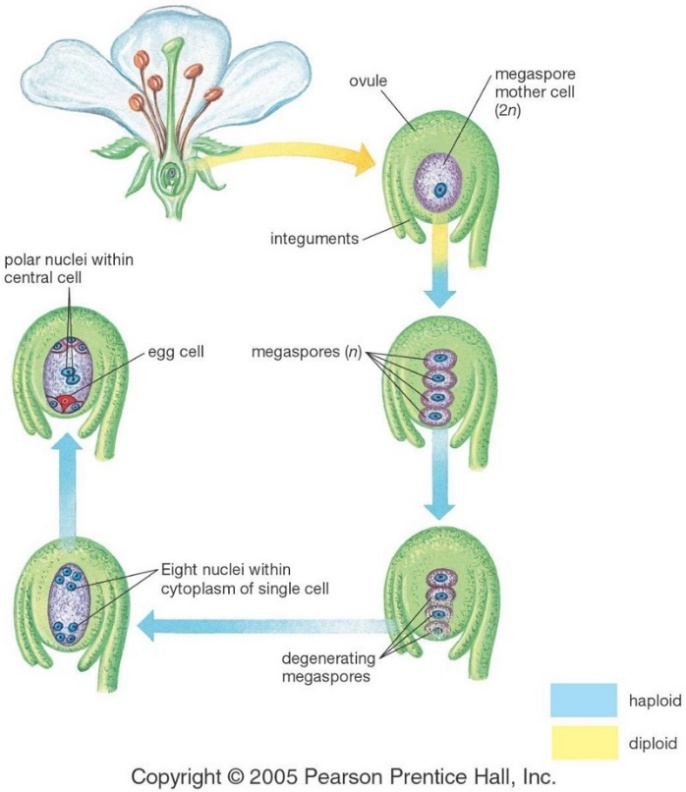 ovule
megaspore
mother cell
(2n)
integuments
polar nuclei within
central cell
egg cell
megaspores (n)
Eight nuclei within
cytoplasm of single cell
degenerating
megaspores
haploid
diploid
Copyright © 2005 Pearson Prentice Hall, Inc.